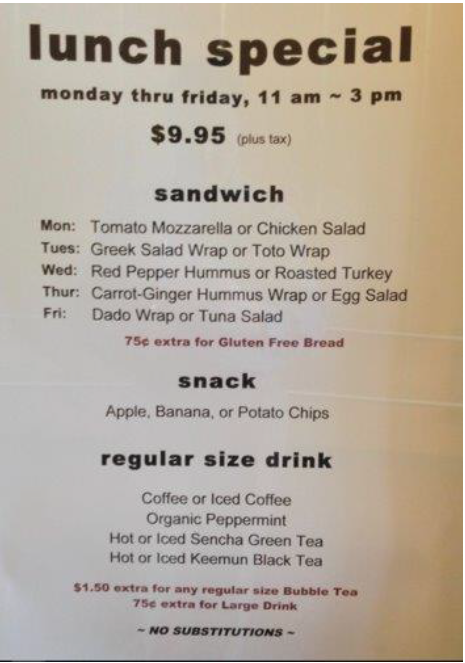 lunch special
monday thru friday, 11 am ~ 3 pm
$9.95 (plus tax)
sandwich
Mon: Tomato Mozzarella or Chicken Salad
Tues: Greek Salad Wrap or Toto Wrap
Wed: Red Pepper Hummus or Roasted Turkey
Thur: Carrot-Ginger Hummus Wrap or Egg Salad
Fri: Dado Wrap or Tuna Salad
75¢ extra for Gluten Free Bread
snack
Apple, Banana, or Potato Chips
regular size drink
Coffee or Iced Coffee
Organic Peppermint
Hot or Iced Sencha Green Tea
Hot or Iced Keemun Black Tea
$1.50 extra for any regular size Bubble Tea
75¢ extra for Large Drink
~ NO SUBSTITUTIONS ~